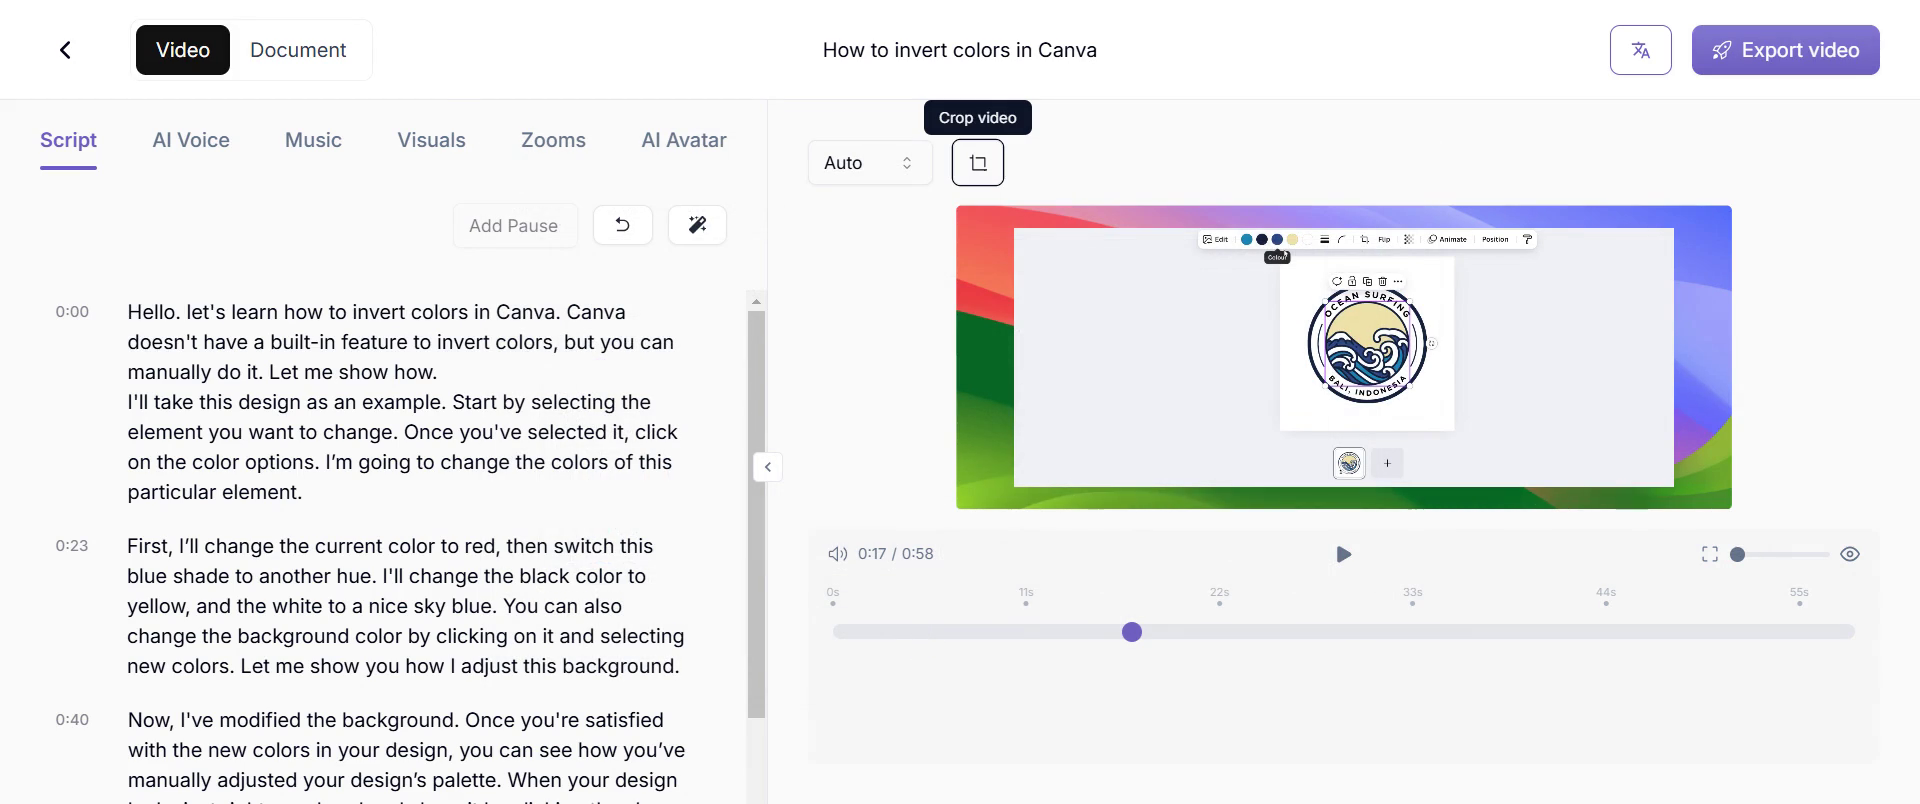 Video
Document
How to invert colors in Canva
Export video
Script
AI Voice
Music
Visuals
Zooms
AI Avatar
Add Pause
0:00
Hello. let's learn how to invert colors in Canva. Canva
doesn't have a built-in feature to invert colors, but you can
manually do it. Let me show how.
I'll take this design as an example. Start by selecting the
element you want to change. Once you've selected it, click
on the color options. I’m going to change the colors of this
particular element.
0:23
First, I’ll change the current color to red, then switch this
blue shade to another hue. I'll change the black color to
yellow, and the white to a nice sky blue. You can also
change the background color by clicking on it and selecting
new colors. Let me show you how I adjust this background.
0:40
Now, I've modified the background. Once you're satisfied
with the new colors in your design, you can see how you’ve
manually adjusted your design’s palette. When your design
Crop video
Auto
Edit
Flip
Animate
Position
Colour
OCEAN SURFING
BALI, INDONESIA
1
0:17 / 0:58
0s
11s
22s
33s
44s
55s